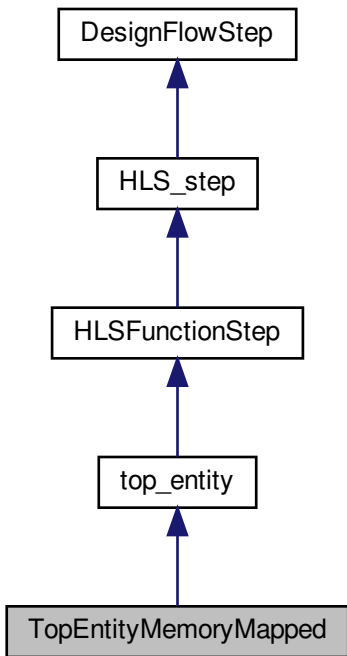 DesignFlowStep
HLS_step
HLSFunctionStep
top_entity
TopEntityMemoryMapped